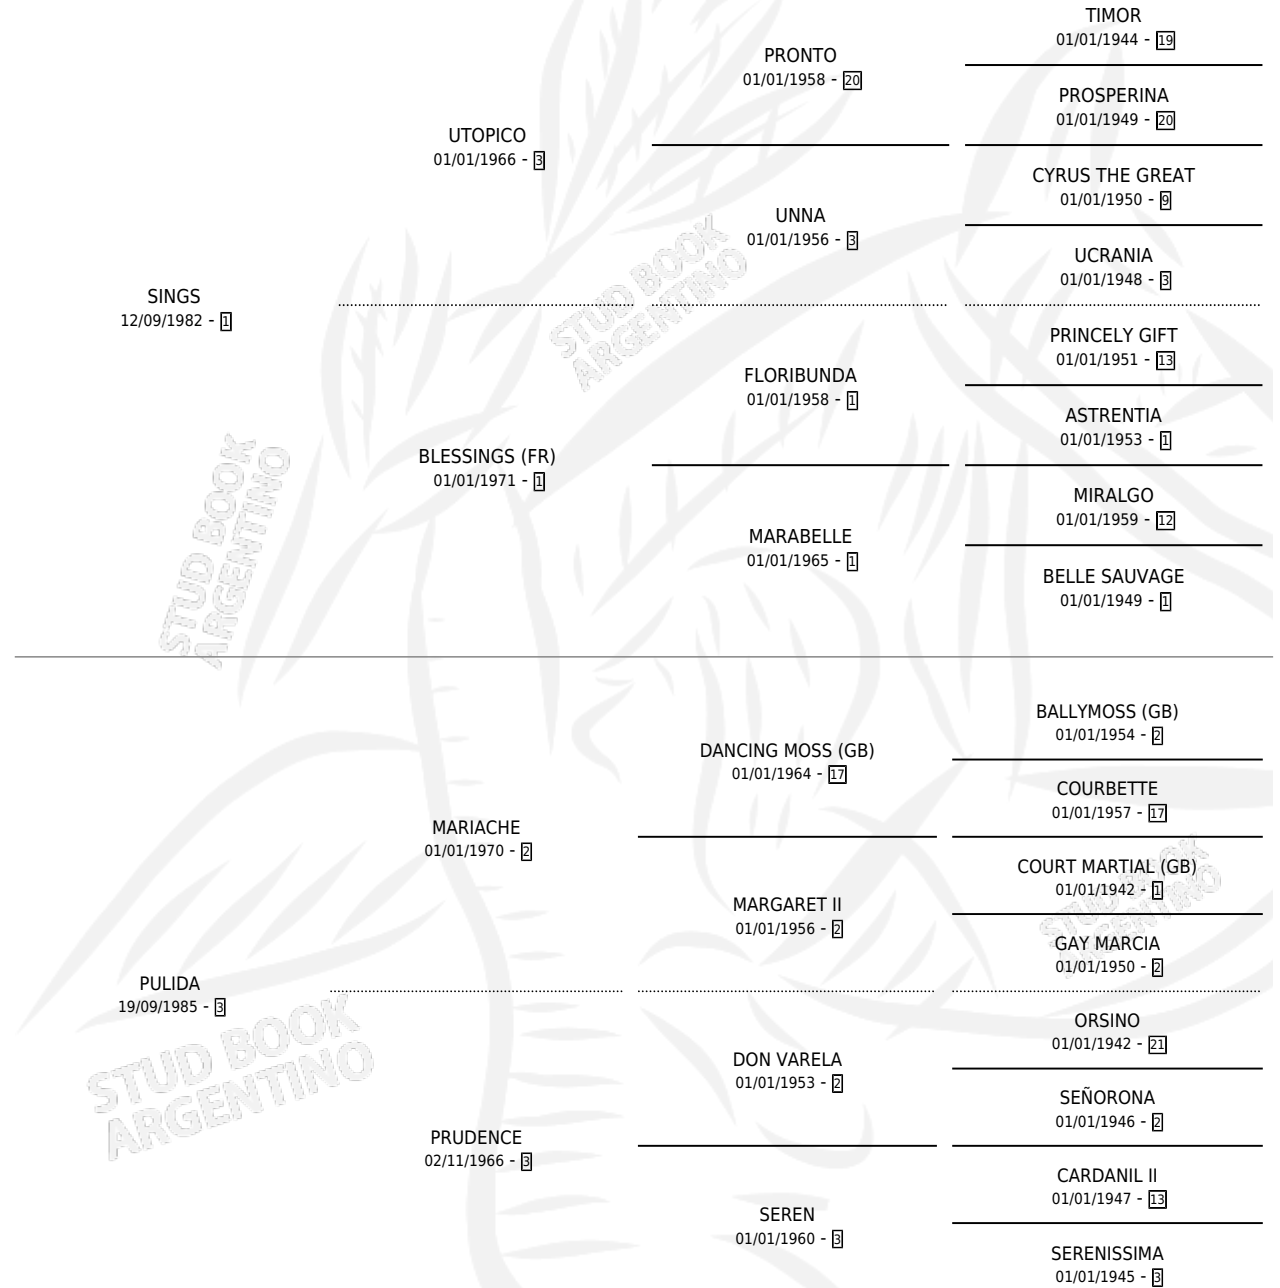 TIMOR
01/01/1944 - 19
PRONTO
01/01/1958 - 20
PROSPERINA
01/01/1949 - 20
UTOPICO
01/01/1966 - 3
CYRUS THE GREAT
01/01/1950 - 9
UNNA
01/01/1956 - 3
UCRANIA
01/01/1948 - 3
SINGS
12/09/1982 - 1
PRINCELY GIFT
01/01/1951 - 13
FLORIBUNDA
01/01/1958 - 1
ASTRENTIA
01/01/1953 - 1
BLESSINGS (FR)
01/01/1971 - 1
MIRALGO
01/01/1959 - 12
MARABELLE
01/01/1965 - 1
BELLE SAUVAGE
01/01/1949 - 1
STUD BOOK
ARGENTINO
STUD BOOK
ARGENTINO
BALLYMOSS (GB)
01/01/1954 - 2
DANCING MOSS (GB)
01/01/1964 - 17
COURBETTE
01/01/1957 - 17
MARIACHE
01/01/1970 - 2
COURT MARTIAL (GB)
01/01/1942 - 1
MARGARET II
01/01/1956 - 2
GAY MARCIA
01/01/1950 - 2
PULIDA
19/09/1985 - 3
ORSINO
01/01/1942 - 21
DON VARELA
01/01/1953 - 2
SEÑORONA
01/01/1946 - 2
PRUDENCE
02/11/1966 - 3
CARDANIL II
01/01/1947 - 13
SEREN
01/01/1960 - 3
SERENISSIMA
01/01/1945 - 3
STUD BOOK
ARGENTINO
STUD BOOK
ARGENTINO